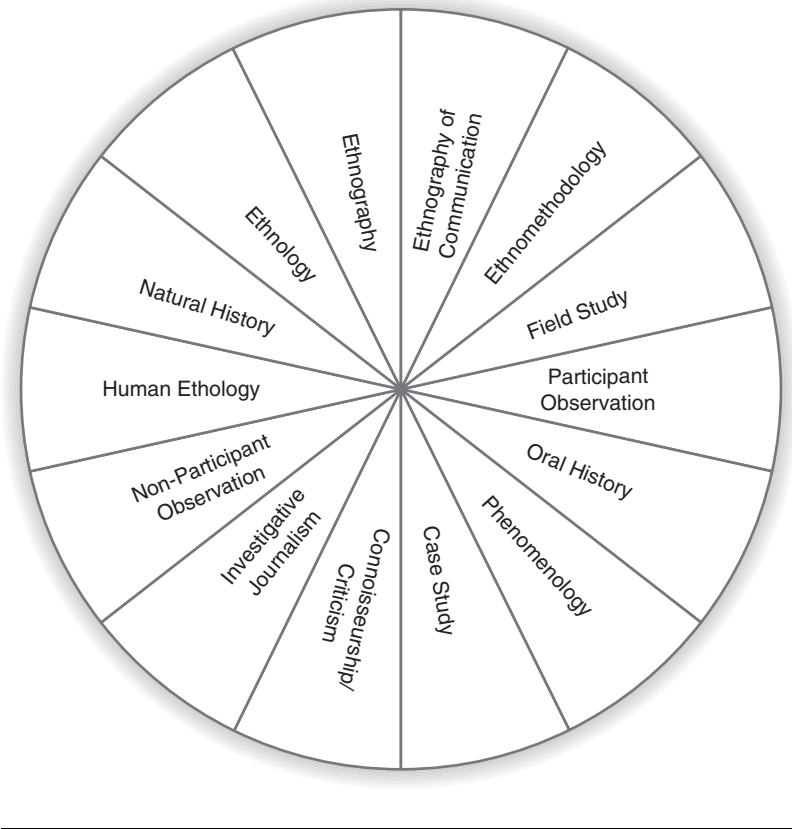 Ethnography of
Communication
Ethnomethodology
Field Study
Participant
Observation
Oral History
Phenomenology
Case Study
Connoisseurship/
Criticism
Investigative
Journalism
Non-Participant
Observation
Human Ethology
Natural History
Ethnology
Ethnography